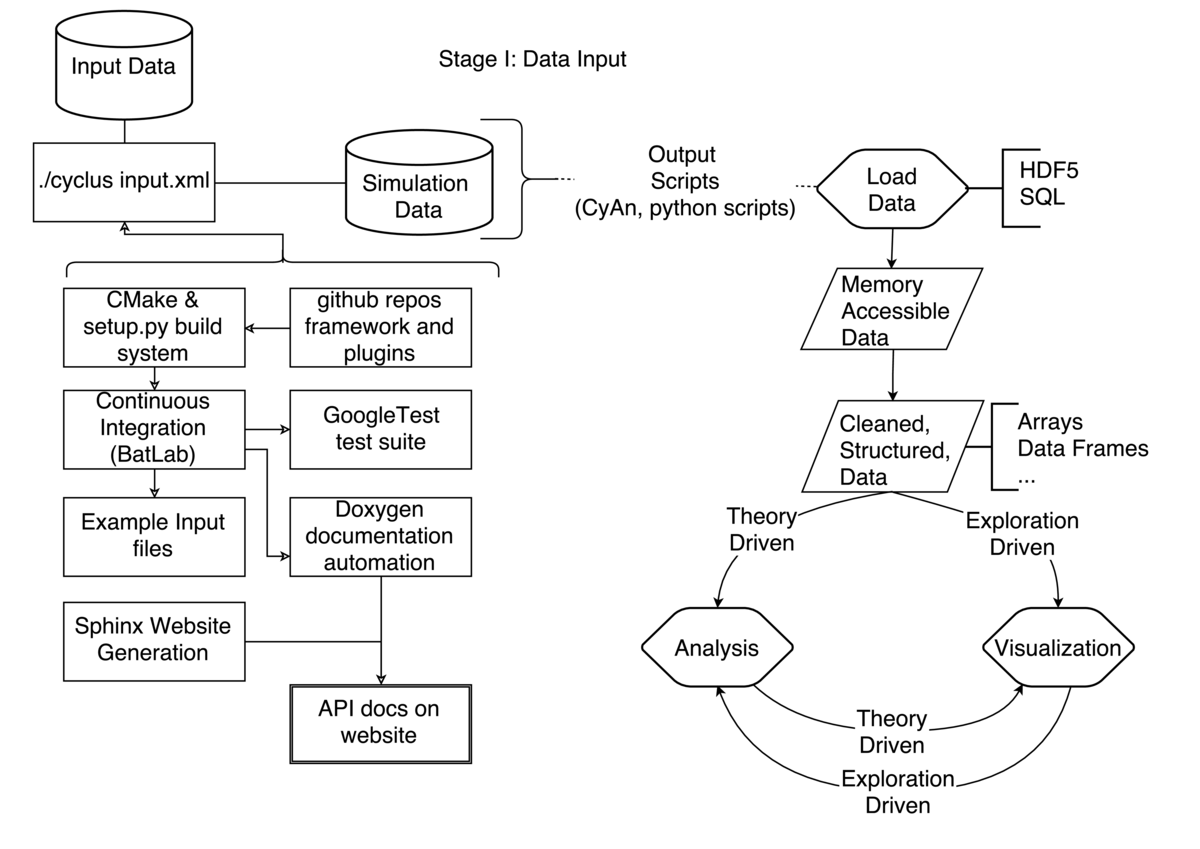 Input Data
Stage I: Data Input
./cyclus input.xml
Simulation
Data
Output
Scripts
(CyAn, python scripts)
Load
Data
HDF5
SQL
Memory
Accessible
Data
CMake &
setup.py build
system
github repos
framework and
plugins
Continuous
Integration
(BatLab)
GoogleTest
test suite
Cleaned,
Structured,
Data
Arrays
Data Frames
...
Example Input
files
Doxygen
documentation
automation
Theory
Driven
Exploration
Driven
Sphinx Website
Generation
Analysis
Visualization
API docs on
website
Theory
Driven
Exploration
Driven